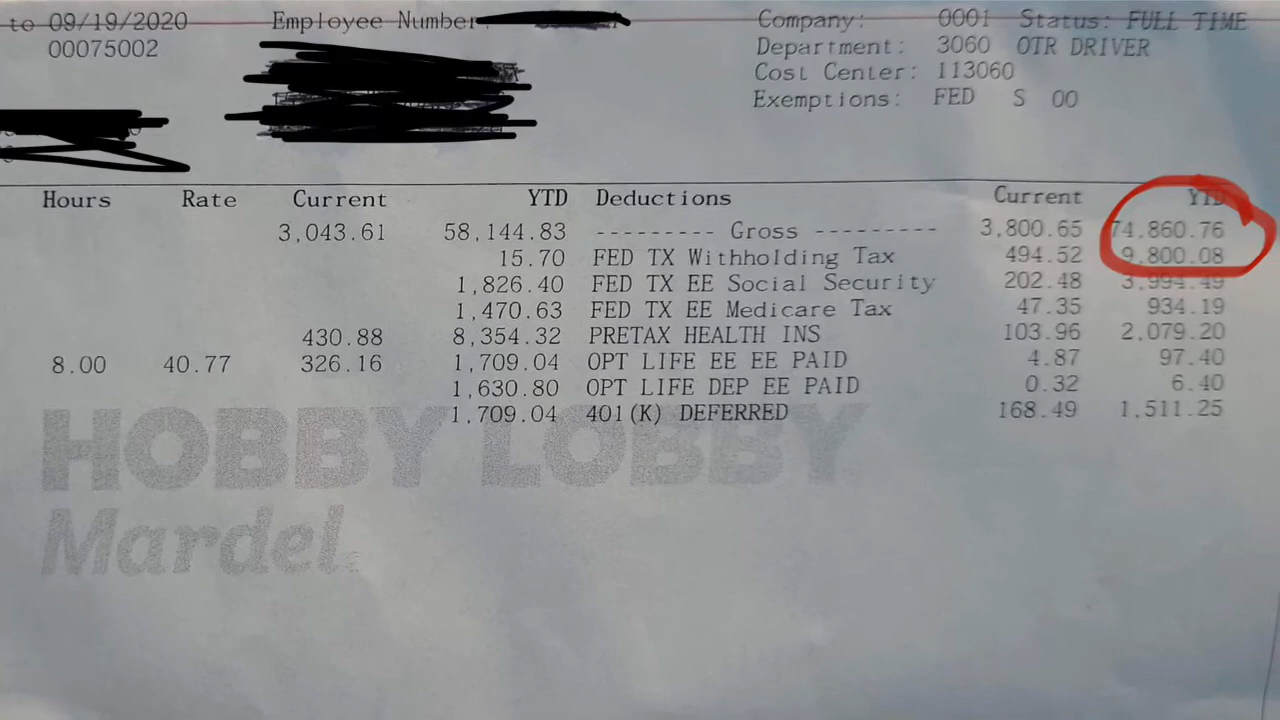 to 09/19/2020 Employee Number Company: 0001 Status: FULL TIME
00075002 Department: 3060 OTR DRIVER
Cost Center: 113060
Exemptions: FED S 00
Hours Rate Current YTD Deductions Current YTD
3,043.61 58,144.83 --------- Gross --------- 3,800.65 74,860.76
15.70 FED TX Withholding Tax 494.52 9,800.08
1,826.40 FED TX EE Social Security 202.48 3,994.49
1,470.63 FED TX EE Medicare Tax 47.35 934.19
430.88 8,354.32 PRETAX HEALTH INS 103.96 2,079.20
8.00 40.77 326.16 1,709.04 OPT LIFE EE EE PAID 4.87 97.40
1,630.80 OPT LIFE DEP EE PAID 0.32 6.40
1,709.04 401(K) DEFERRED 168.49 1,511.25
HOBBY LOBBY
Mardel